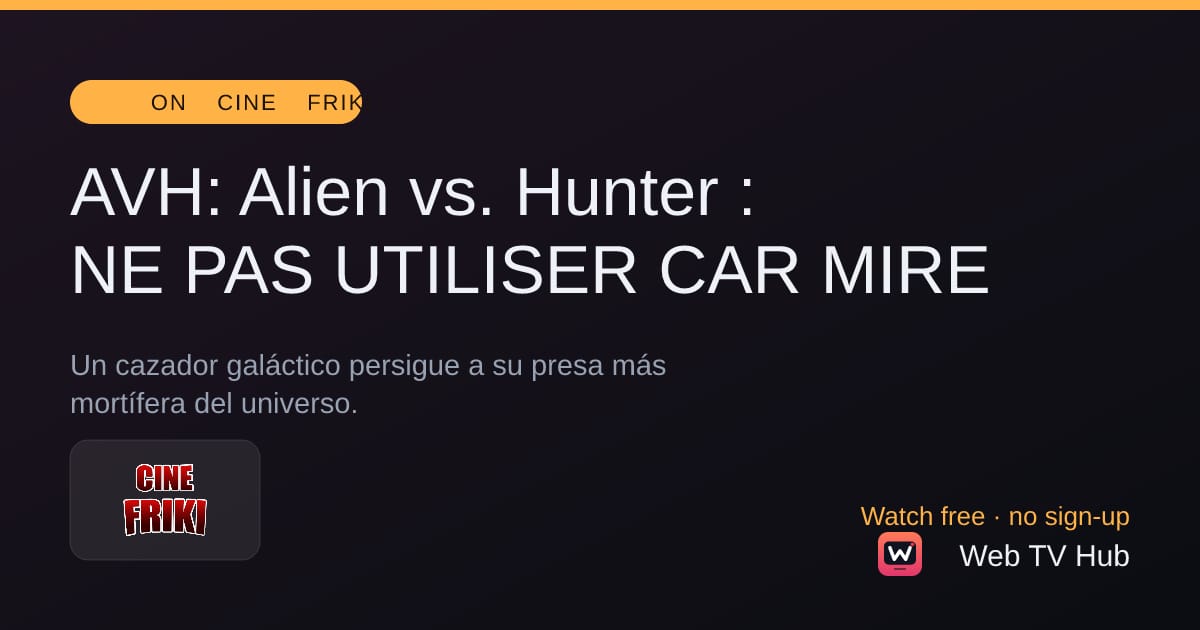 ON CINE FRIK
AVH: Alien vs. Hunter :
NE PAS UTILISER CAR MIRE
Un cazador galáctico persigue a su presa más
mortífera del universo.
CINE
FRIKI
Watch free · no sign-up
W
Web TV Hub